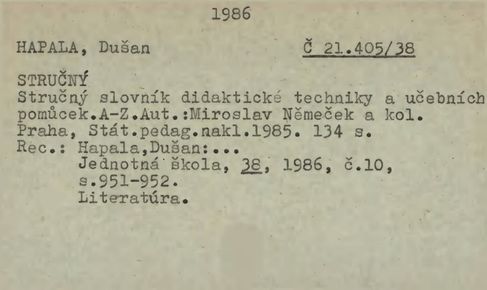 1986
HAPALA, Dušan Č 21.405/38
STRUČNÝ
Stručný slovník didaktické techniky a učebních
pomůcek.A-Z.Aut.:Miroslav Němeček a kol.
Praha, Stát.pedag.nakl.1985. 134 s.
Rec.: Hapala,Dušan:...
Jednotná škola, 38, 1986, č.10,
s.951-952.
Literatúra.